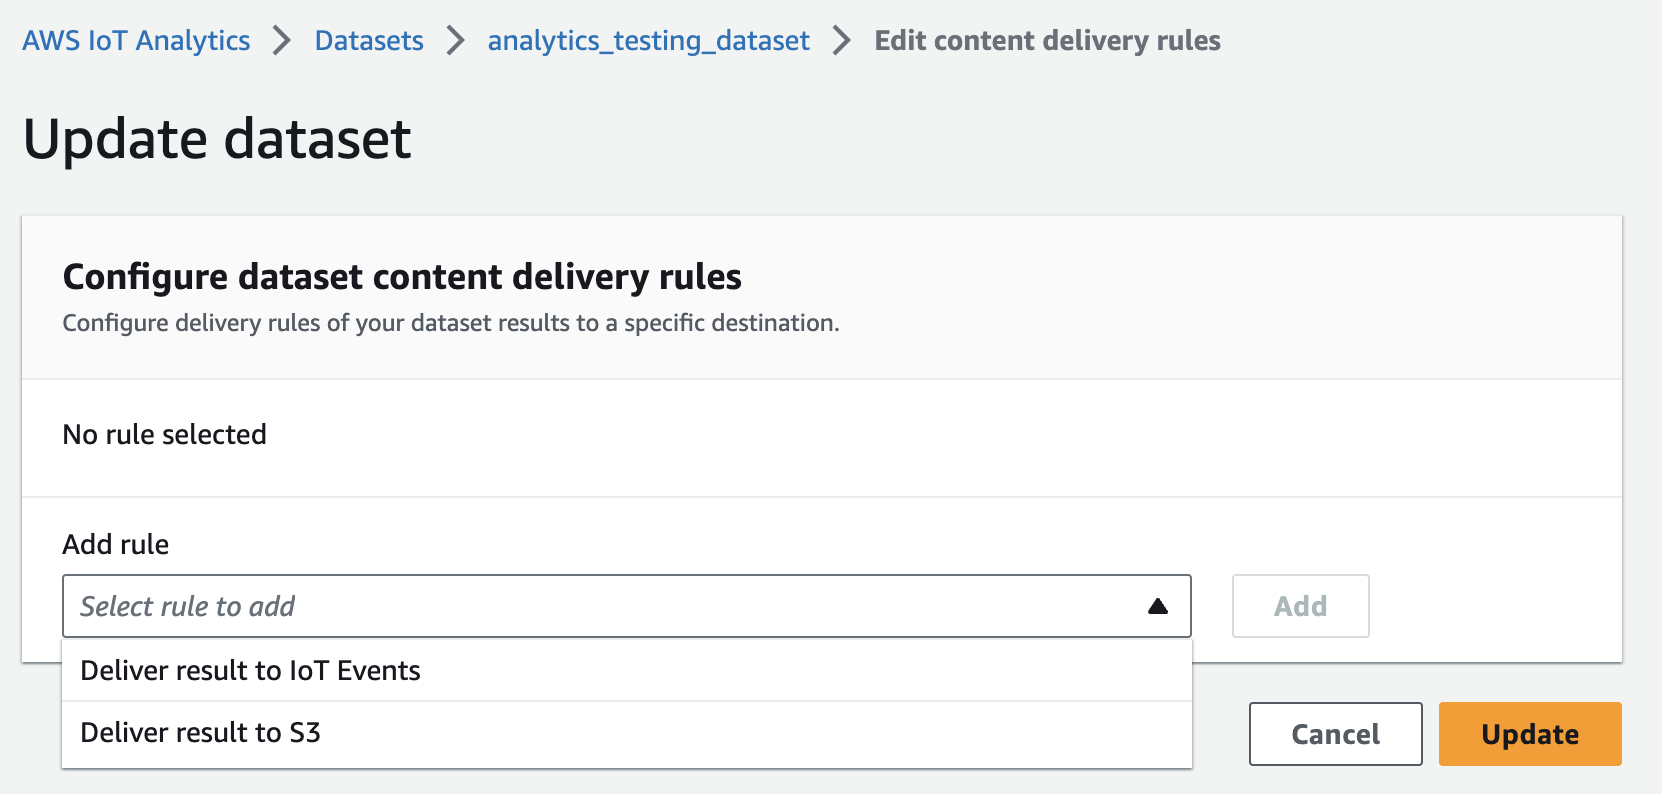 AWS IoT Analytics > Datasets > analytics_testing_dataset > Edit content delivery rules
Update dataset
Configure dataset content delivery rules
Configure delivery rules of your dataset results to a specific destination.
No rule selected
Add rule
Select rule to add
Add
Deliver result to IoT Events
Deliver result to S3
Cancel
Update